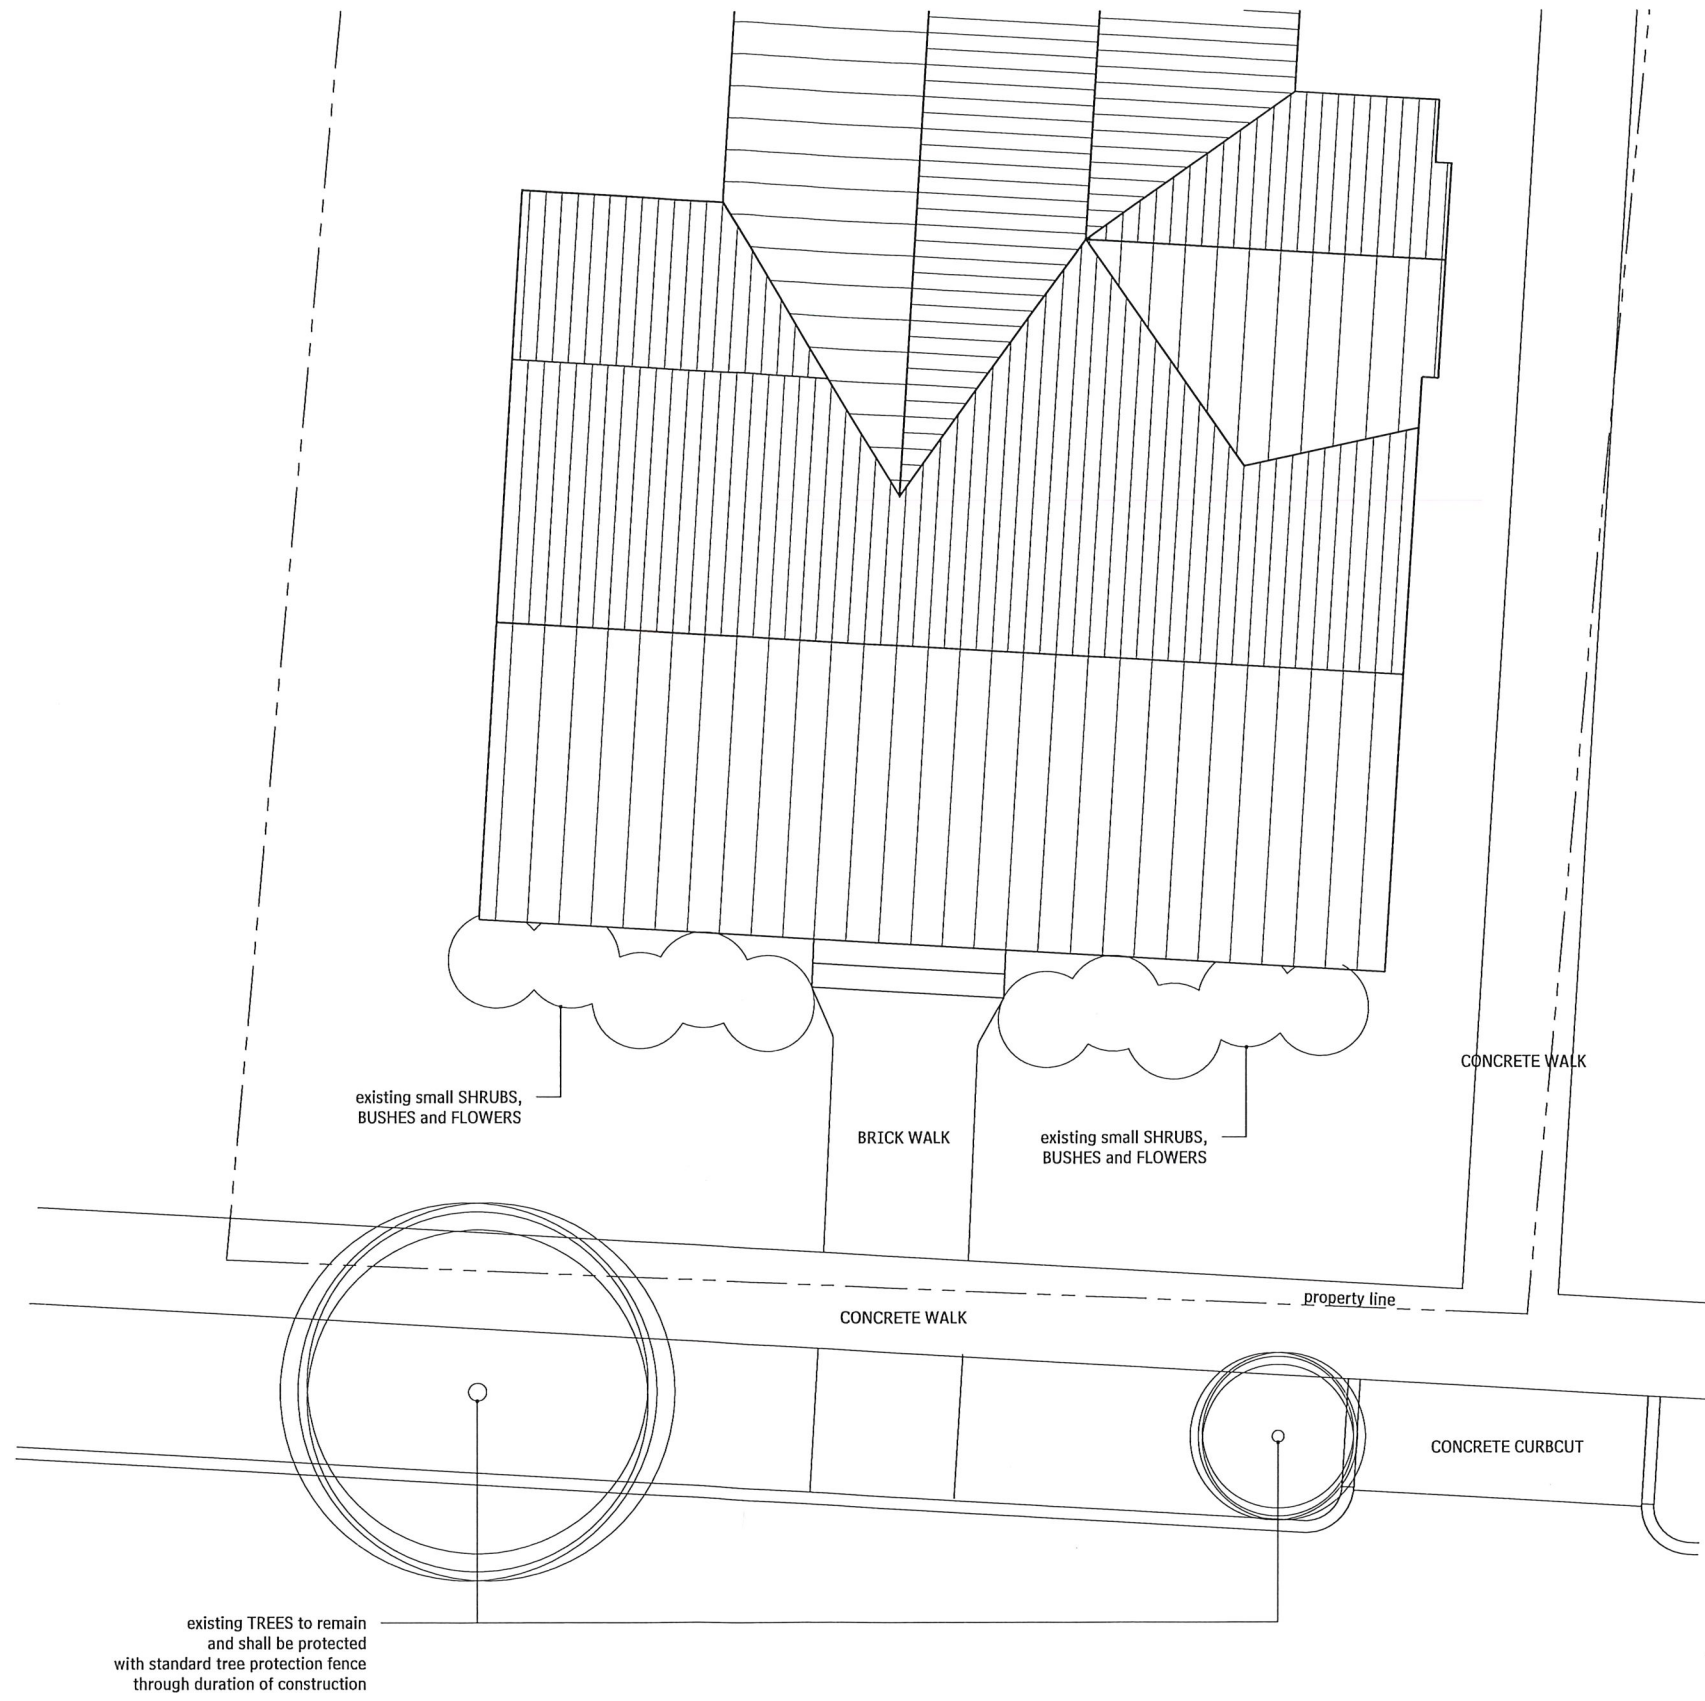 CONCRETE WALK
existing small SHRUBS,
BUSHES and FLOWERS
BRICK WALK
existing small SHRUBS,
BUSHES and FLOWERS
property line
CONCRETE WALK
CONCRETE CURBCUT
existing TREES to remain
and shall be protected
with standard tree protection fence
through duration of construction